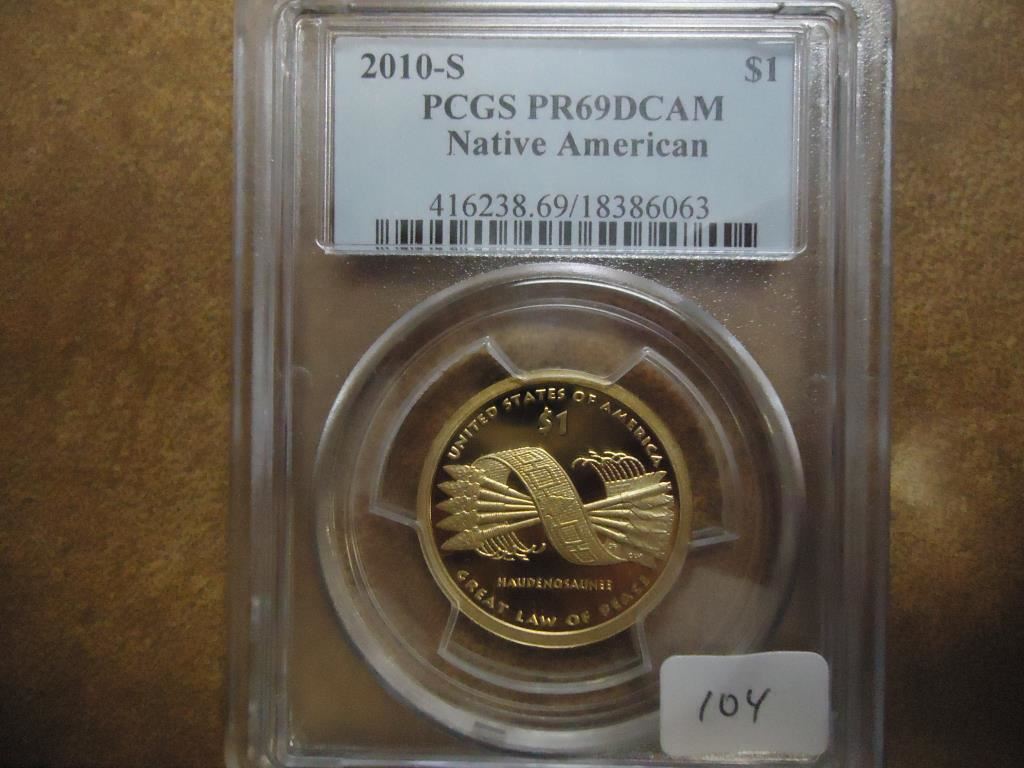 2010-S $1
PCGS PR69DCAM
Native American
416238.69/18386063
UNITED STATES OF AMERICA
$1
HAUDENOSAUNEE
GREAT LAW OF PEACE
104